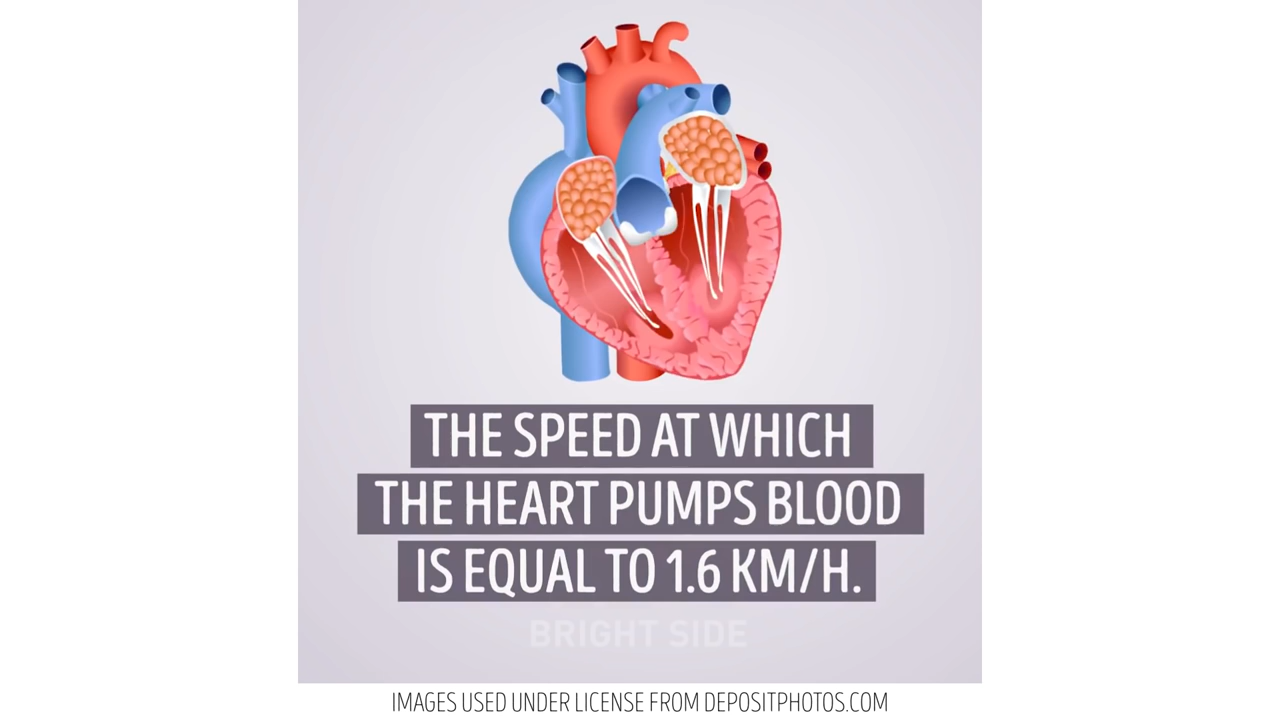 THE SPEED AT WHICH
THE HEART PUMPS BLOOD
IS EQUAL TO 1.6 KM/H.
BRIGHT SIDE
IMAGES USED UNDER LICENSE FROM DEPOSITPHOTOS.COM